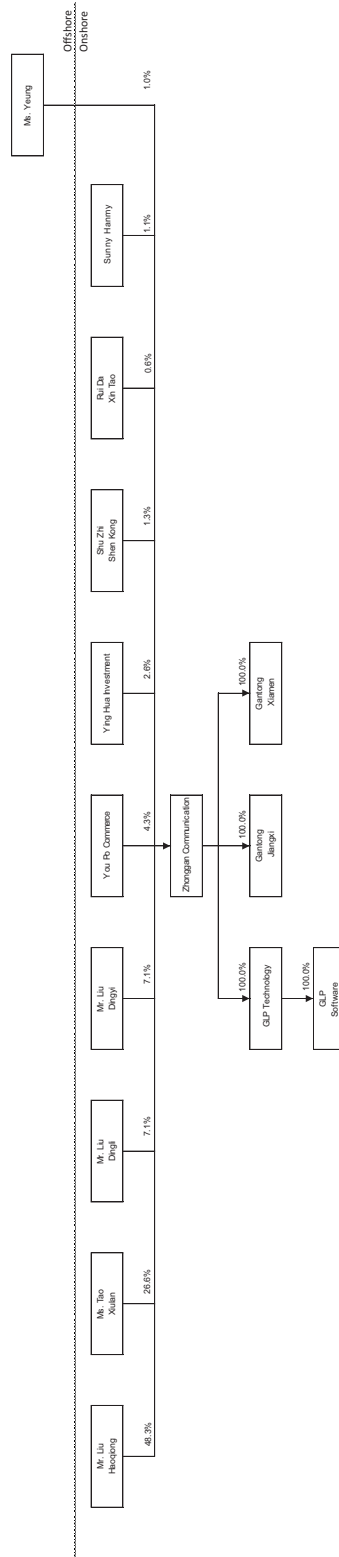 Ms. Yeung
Offshore
Onshore
Mr. Liu
Haoqiong
Ms. Tao
Xiulan
Mr. Liu
Dingli
Mr. Liu
Dingyi
You Po Commerce
Ying Hua Investment
Shu Zhi
Shen Kong
Rui Da
Xin Tao
Sunny Hanmy
48.3%
26.6%
7.1%
7.1%
4.3%
2.6%
1.3%
0.6%
1.1%
1.0%
Zhonggan Communication
100.0%
100.0%
100.0%
GLP Technology
Gantong
Jiangxi
Gantong
Xiamen
100.0%
GLP
Software